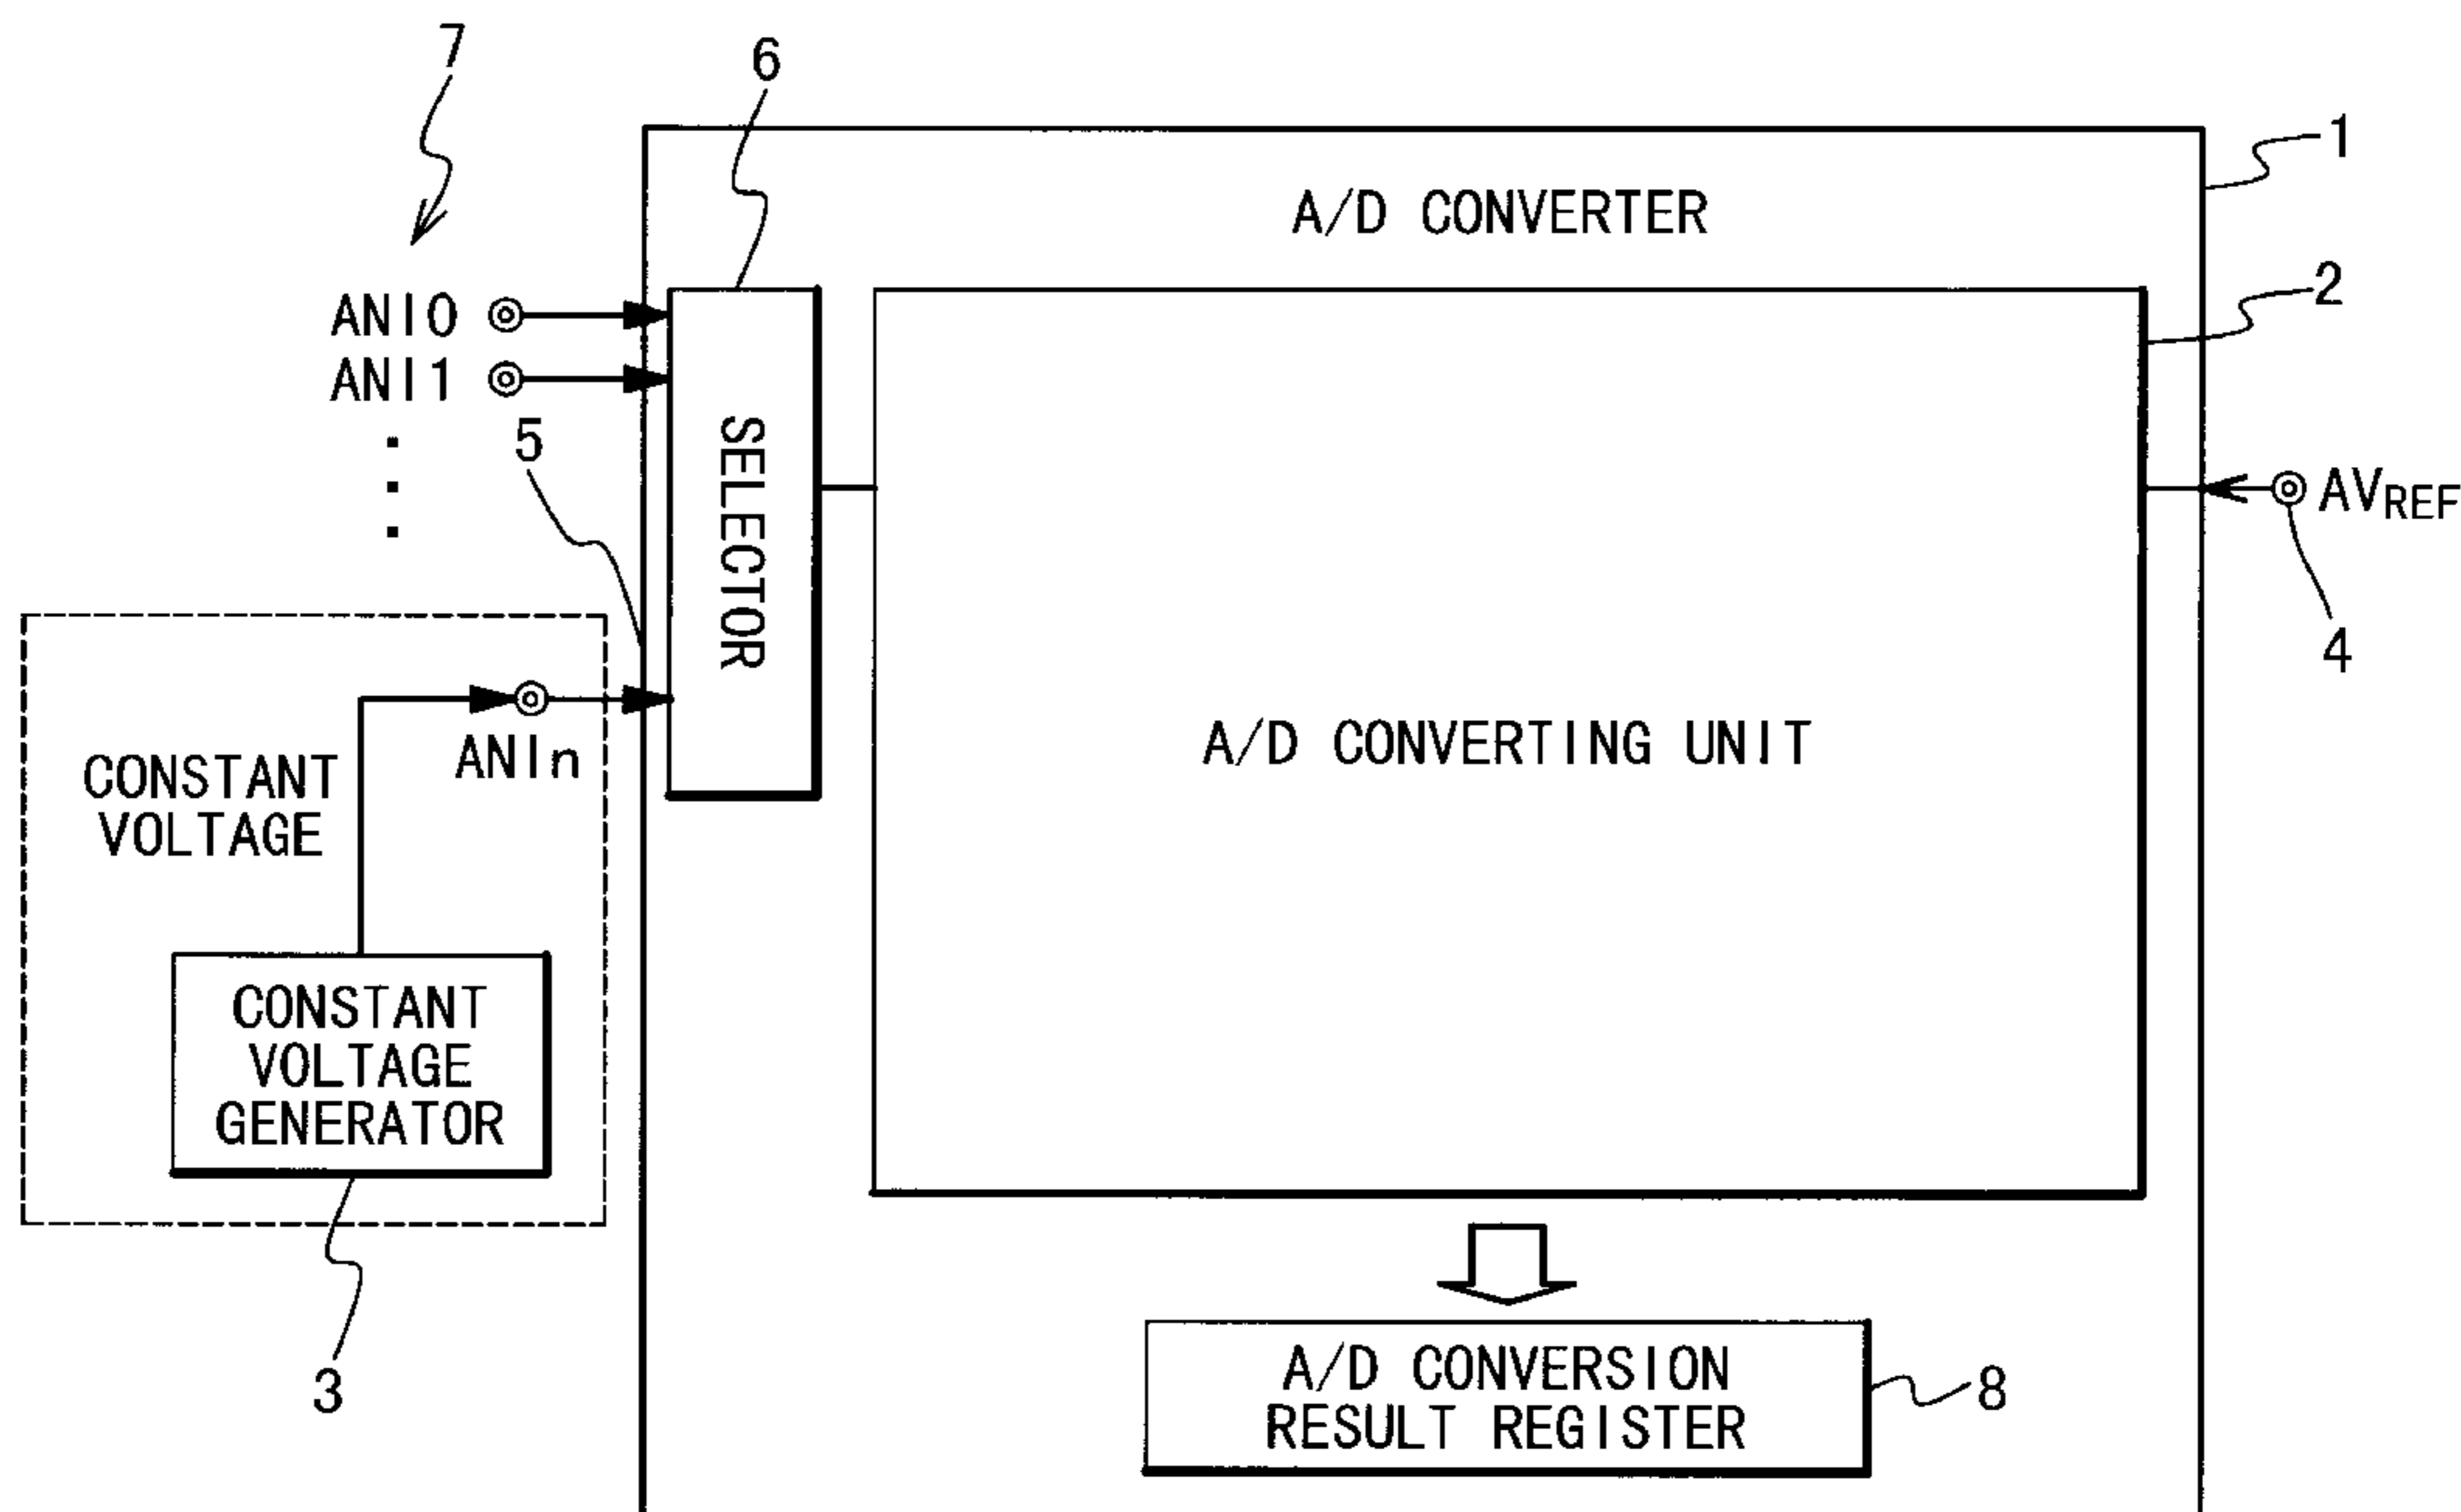 7
6
1
A/D CONVERTER
2
ANI0
ANI1
5
SELECTOR
AVREF
4
A/D CONVERTING UNIT
ANIn
CONSTANT
VOLTAGE
CONSTANT
VOLTAGE
GENERATOR
3
A/D CONVERSION
RESULT REGISTER
8